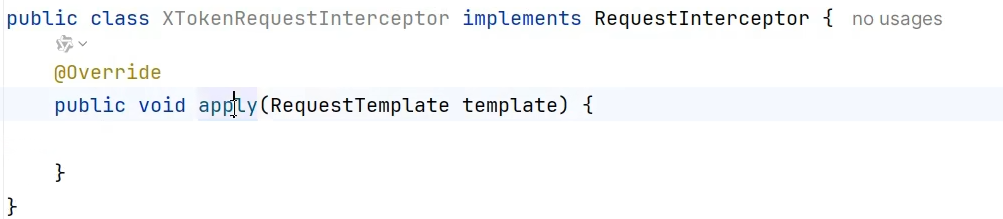 public class XTokenRequestInterceptor implements RequestInterceptor { no usages
@Override
public void apply(RequestTemplate template) {
}
}